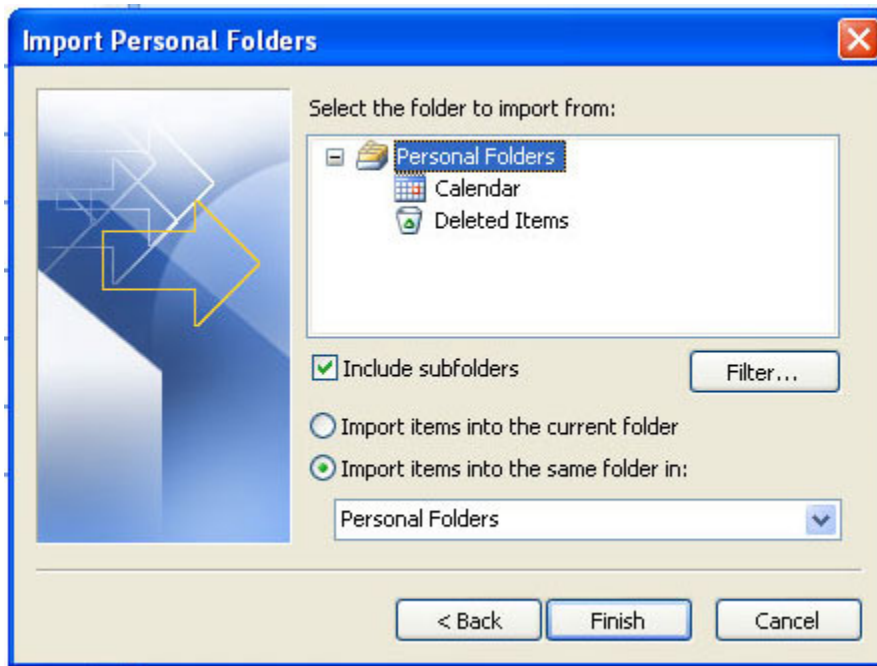 Import Personal Folders
Select the folder to import from:
Personal Folders
Calendar
Deleted Items
Include subfolders
Filter...
Import items into the current folder
Import items into the same folder in:
Personal Folders
< Back
Finish
Cancel